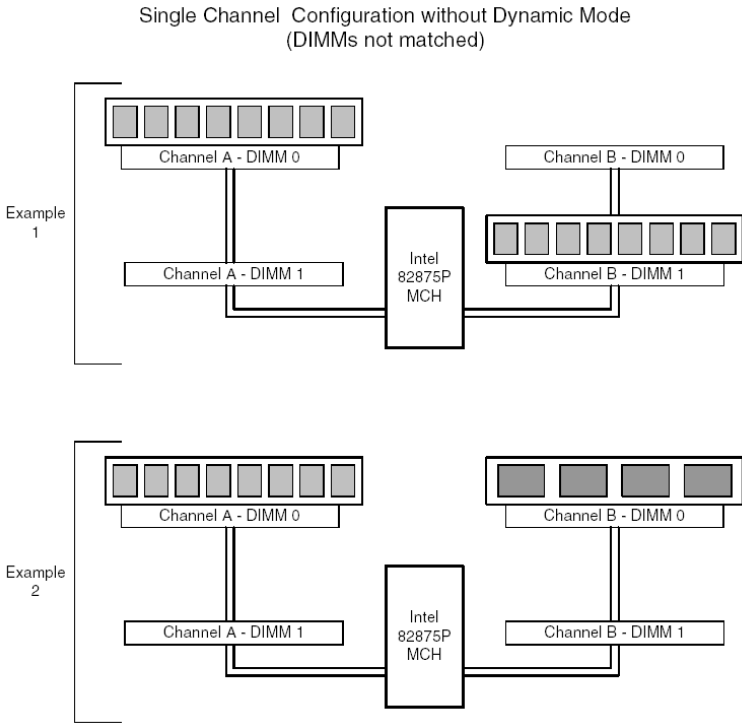 Single Channel Configuration without Dynamic Mode
(DIMMs not matched)
Channel A - DIMM 0
Channel B - DIMM 0
Example
1
Intel
82875P
MCH
Channel A - DIMM 1
Channel B - DIMM 1
Channel A - DIMM 0
Channel B - DIMM 0
Example
2
Intel
82875P
MCH
Channel A - DIMM 1
Channel B - DIMM 1